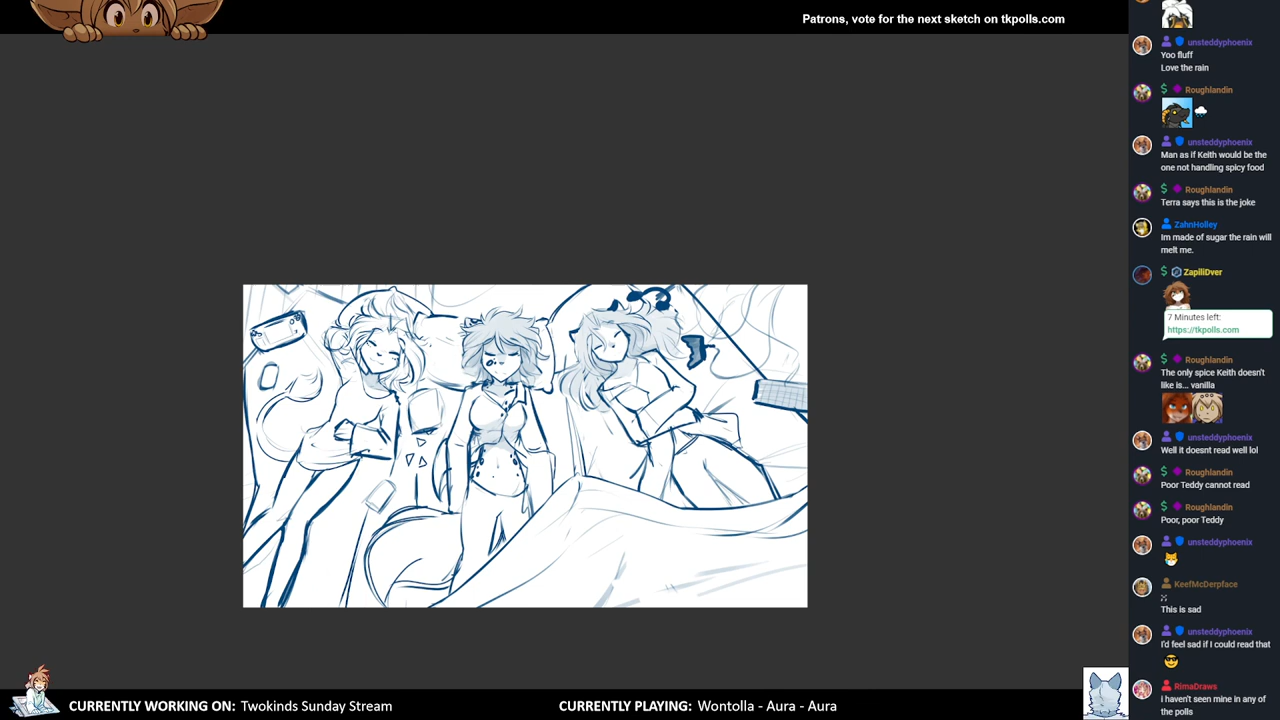 Patrons, vote for the next sketch on tkpolls.com
unsteddyphoenix
Yoo fluff
Love the rain
Roughlandin
unsteddyphoenix
Man as if Keith would be the
one not handling spicy food
Roughlandin
Terra says this is the joke
ZahnHolley
Im made of sugar the rain will
melt me.
ZapiliDver
7 Minutes left:
https://tkpolls.com
Roughlandin
The only spice Keith doesn't
like is... vanilla
unsteddyphoenix
Well it doesnt read well lol
Roughlandin
Poor Teddy cannot read
Roughlandin
Poor, poor Teddy
unsteddyphoenix
KeefMcDerpface
This is sad
unsteddyphoenix
I'd feel sad if I could read that
RimaDraws
i haven't seen mine in any of
the polls
CURRENTLY WORKING ON: Twokinds Sunday Stream
CURRENTLY PLAYING: Wontolla - Aura - Aura